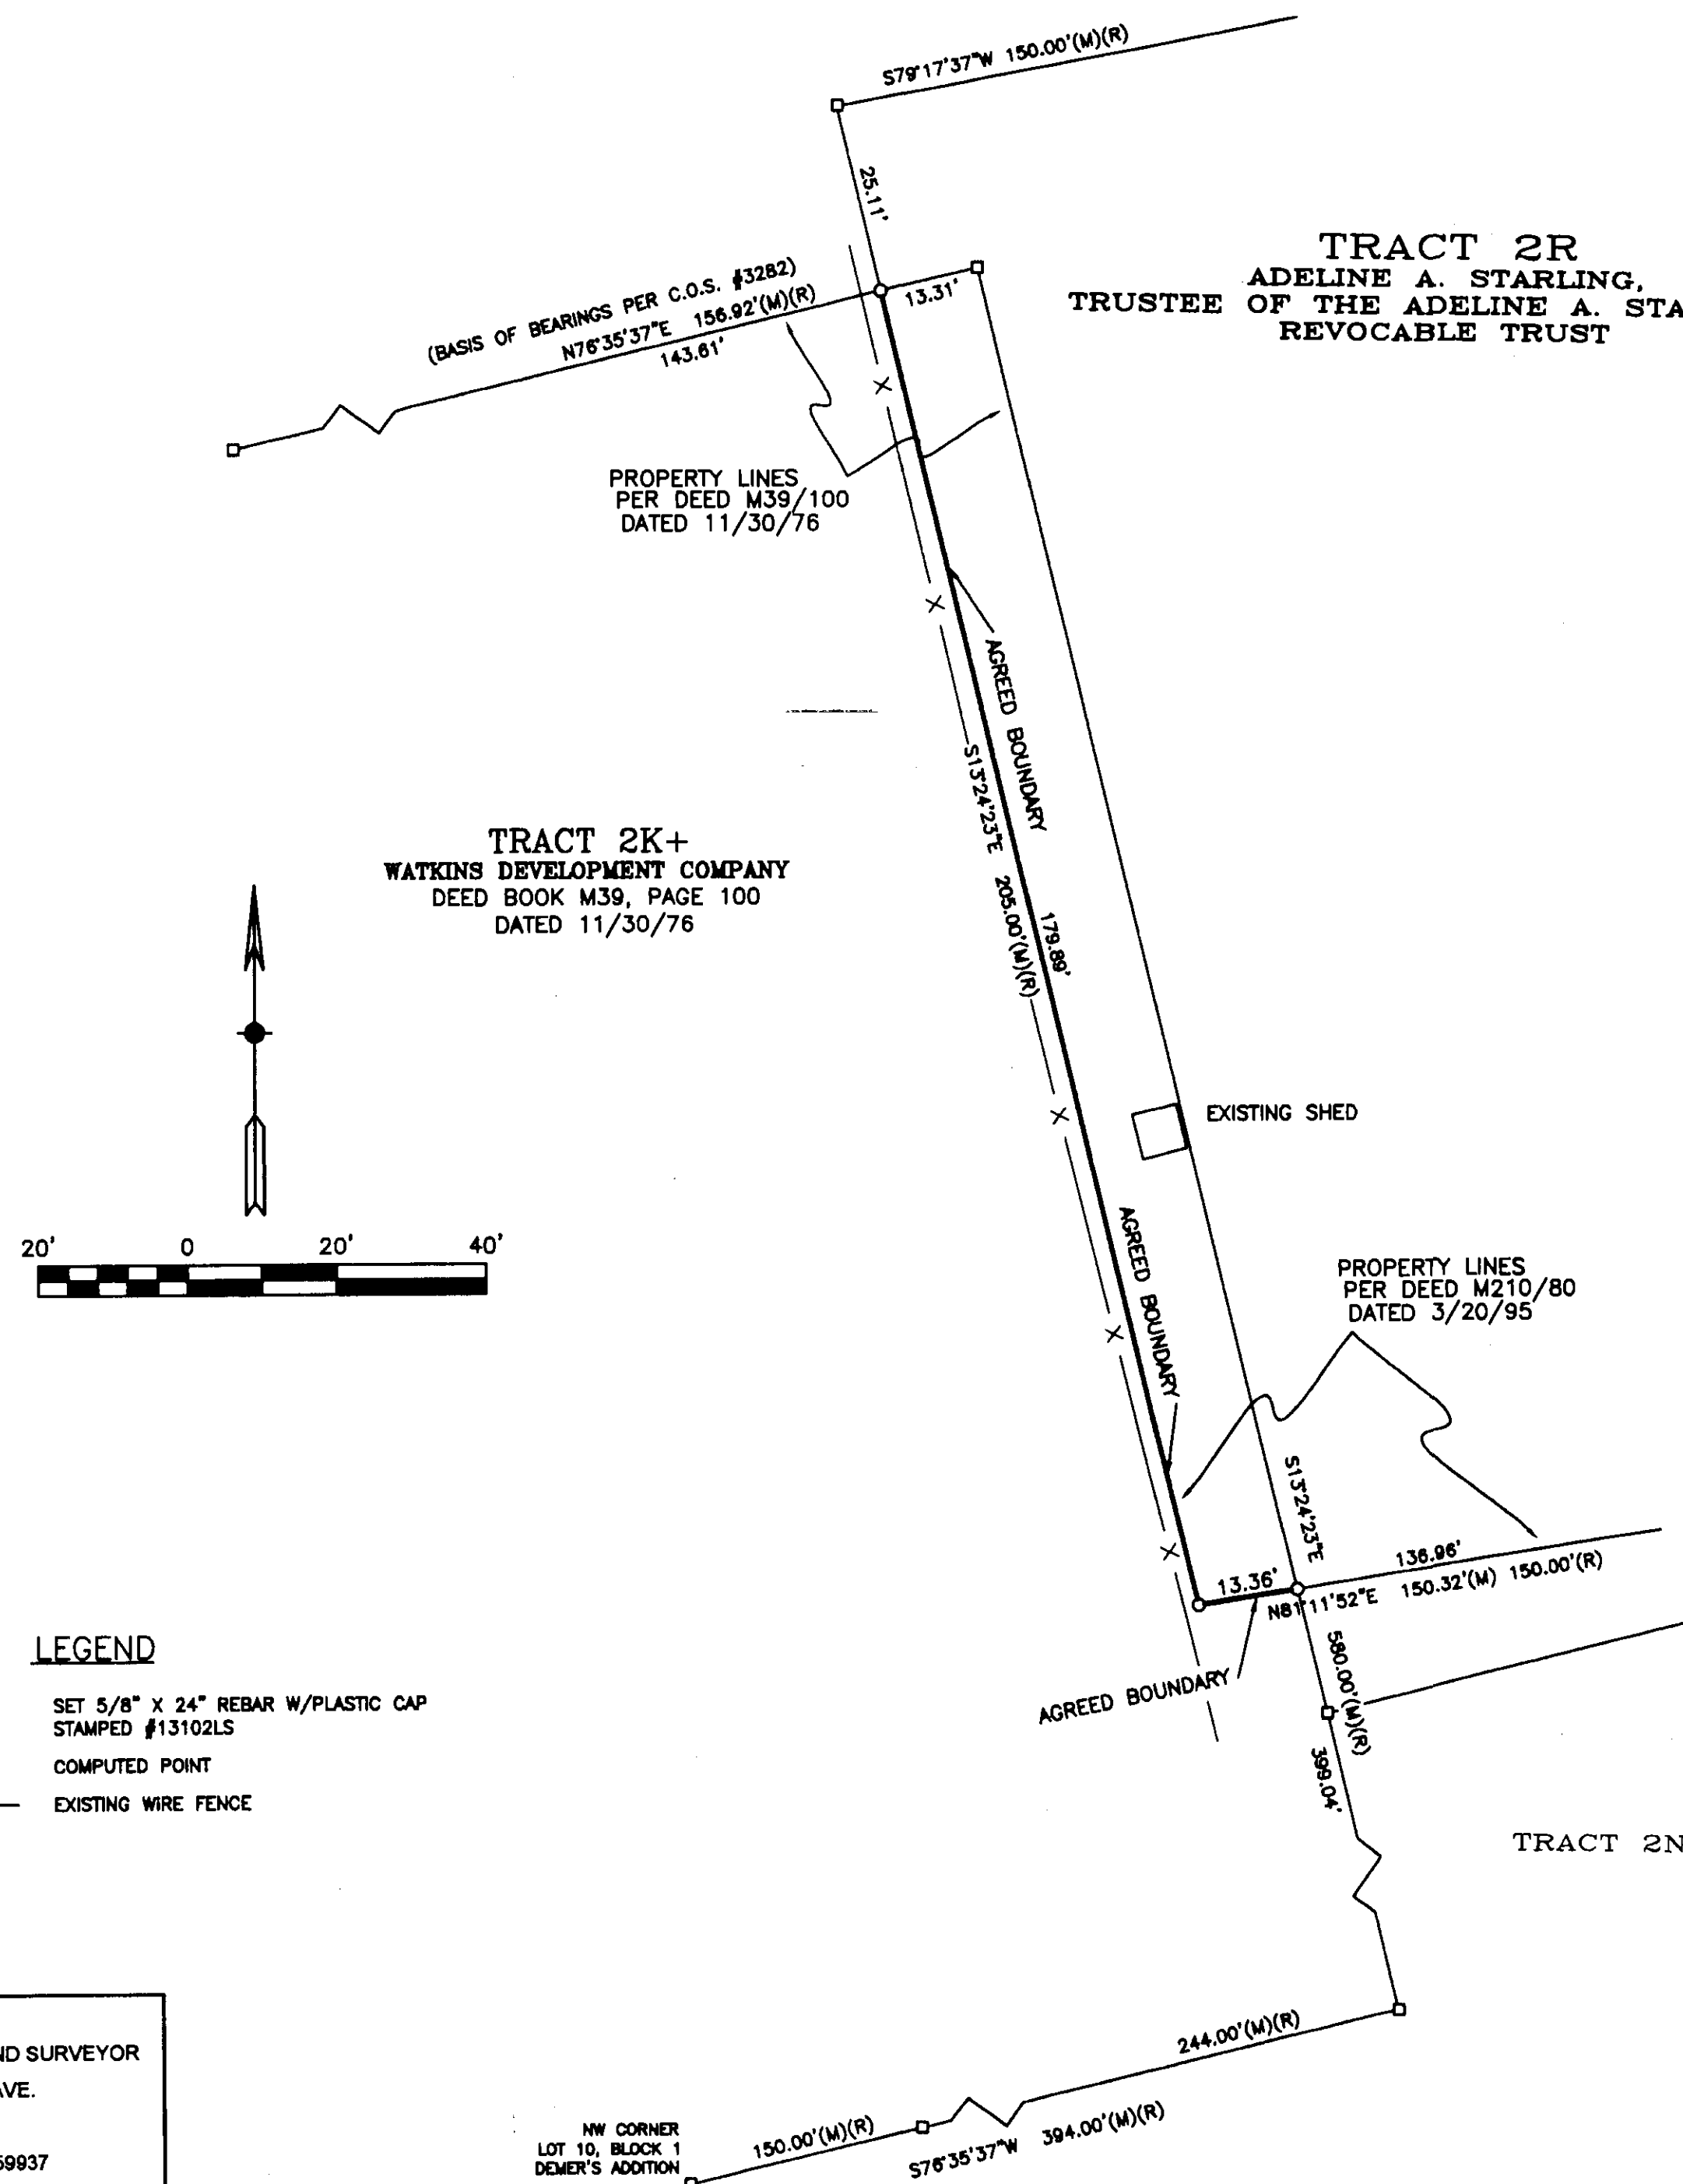 S79°17'37"W 150.00'(M)(R)
25.11'
TRACT 2R
ADELINE A. STARLING,
TRUSTEE OF THE ADELINE A. STA
REVOCABLE TRUST
(BASIS OF BEARINGS PER C.O.S. #3282)
N76°35'37"E 156.92'(M)(R)
143.61'
13.31'
PROPERTY LINES
PER DEED M39/100
DATED 11/30/76
AGREED BOUNDARY
S13°24'23"E 205.00'(M)(R)
179.89'
TRACT 2K+
WATKINS DEVELOPMENT COMPANY
DEED BOOK M39, PAGE 100
DATED 11/30/76
EXISTING SHED
20' 0 20' 40'
AGREED BOUNDARY
PROPERTY LINES
PER DEED M210/80
DATED 3/20/95
S13°24'23"E
136.96'
13.36'
N81°11'52"E 150.32'(M) 150.00'(R)
580.00'(M)(R)
AGREED BOUNDARY
399.04'
LEGEND
SET 5/8" X 24" REBAR W/PLASTIC CAP
STAMPED #13102LS
COMPUTED POINT
EXISTING WIRE FENCE
TRACT 2N
ND SURVEYOR
AVE.
59937
244.00'(M)(R)
NW CORNER
LOT 10, BLOCK 1
DEMER'S ADDITION
150.00'(M)(R)
S76°35'37"W 394.00'(M)(R)